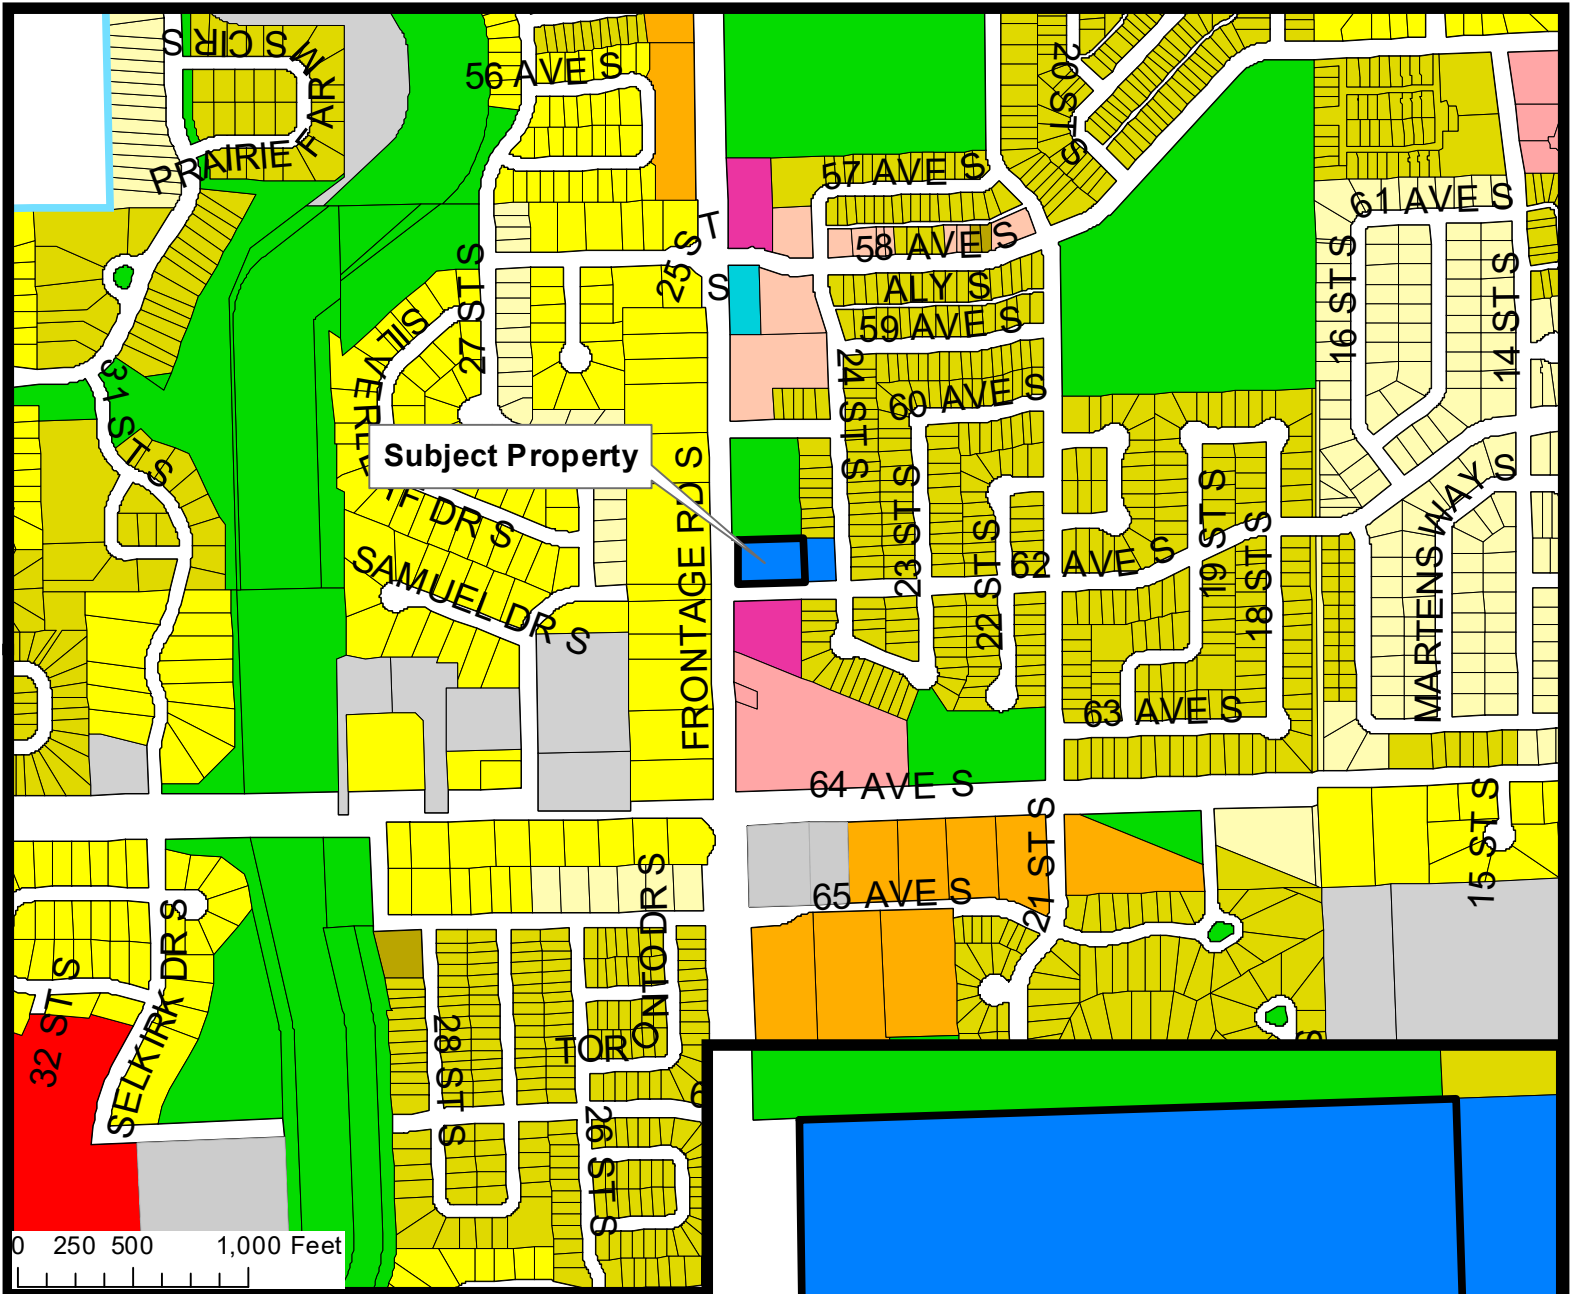 M S CIR S
PRAIRIE FAR
56 AVE S
20 ST S
57 AVE S
61 AVE S
58 AVE S
25 ST
S
27 ST S
ALY S
59 AVE S
16 ST S
14 ST S
SILVERLE
24 ST S
60 AVE S
31 ST S
Subject Property
FRONTAGE RD S
23 ST S
22 ST S
19 ST S
18 ST S
MARTENS WAY S
F DR S
62 AVE S
SAMUEL DR S
63 AVE S
64 AVE S
15 ST S
21 ST S
65 AVE S
TORONTO DR S
SELKIRK DR S
32 ST S
28 ST S
26 ST S
6
S
0 250 500 1,000 Feet